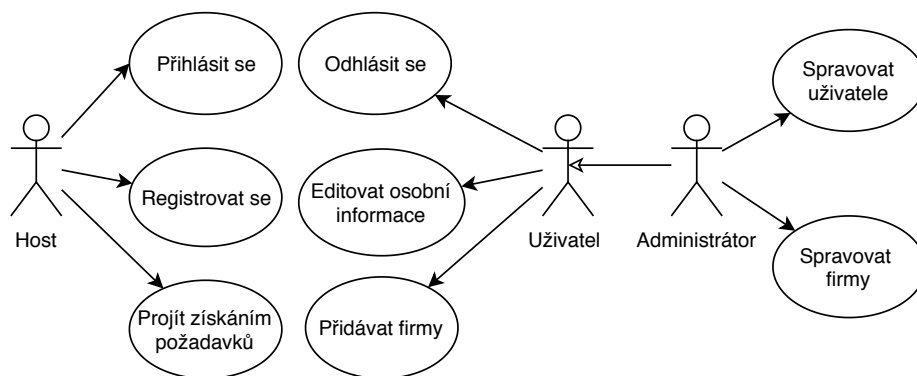 Přihlásit se
Odhlásit se
Spravovat
uživatele
Registrovat se
Editovat osobní
informace
Host
Uživatel
Administrátor
Spravovat
firmy
Projít získáním
požadavků
Přidávat firmy